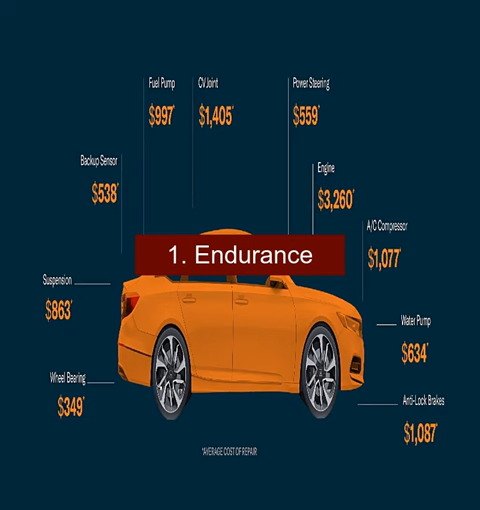 Fuel Pump
$997*
CV Joint
$1,405*
Power Steering
$559*
Backup Sensor
$538*
Engine
$3,260*
A/C Compressor
$1,077*
1. Endurance
Suspension
$863*
Water Pump
$634*
Wheel Bearing
$349*
Anti-Lock Brakes
$1,087*
*AVERAGE COST OF REPAIR